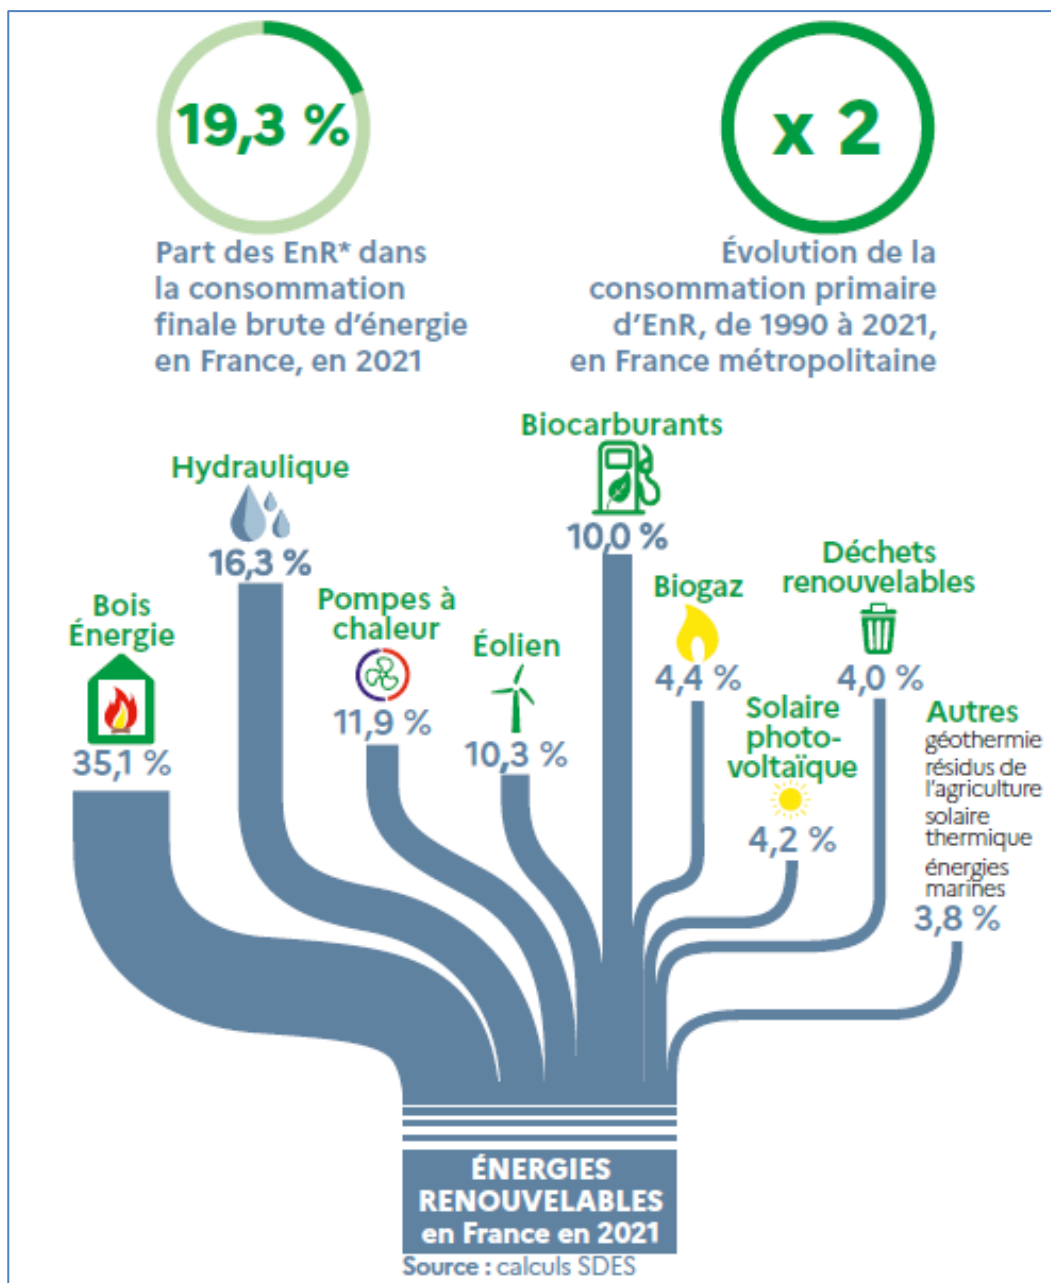 19,3 %
Part des EnR* dans
la consommation
finale brute d'énergie
en France, en 2021
x 2
Évolution de la
consommation primaire
d'EnR, de 1990 à 2021,
en France métropolitaine
Bois
Énergie
35,1 %
Hydraulique
16,3 %
Pompes à
chaleur
11,9 %
Éolien
10,3 %
Biocarburants
10,0 %
Biogaz
4,4 %
Solaire
photo-
voltaïque
4,2 %
Déchets
renouvelables
4,0 %
Autres
géothermie
résidus de
l'agriculture
solaire
thermique
énergies
marines
3,8 %
ÉNERGIES
RENOUVELABLES
en France en 2021
Source : calculs SDES